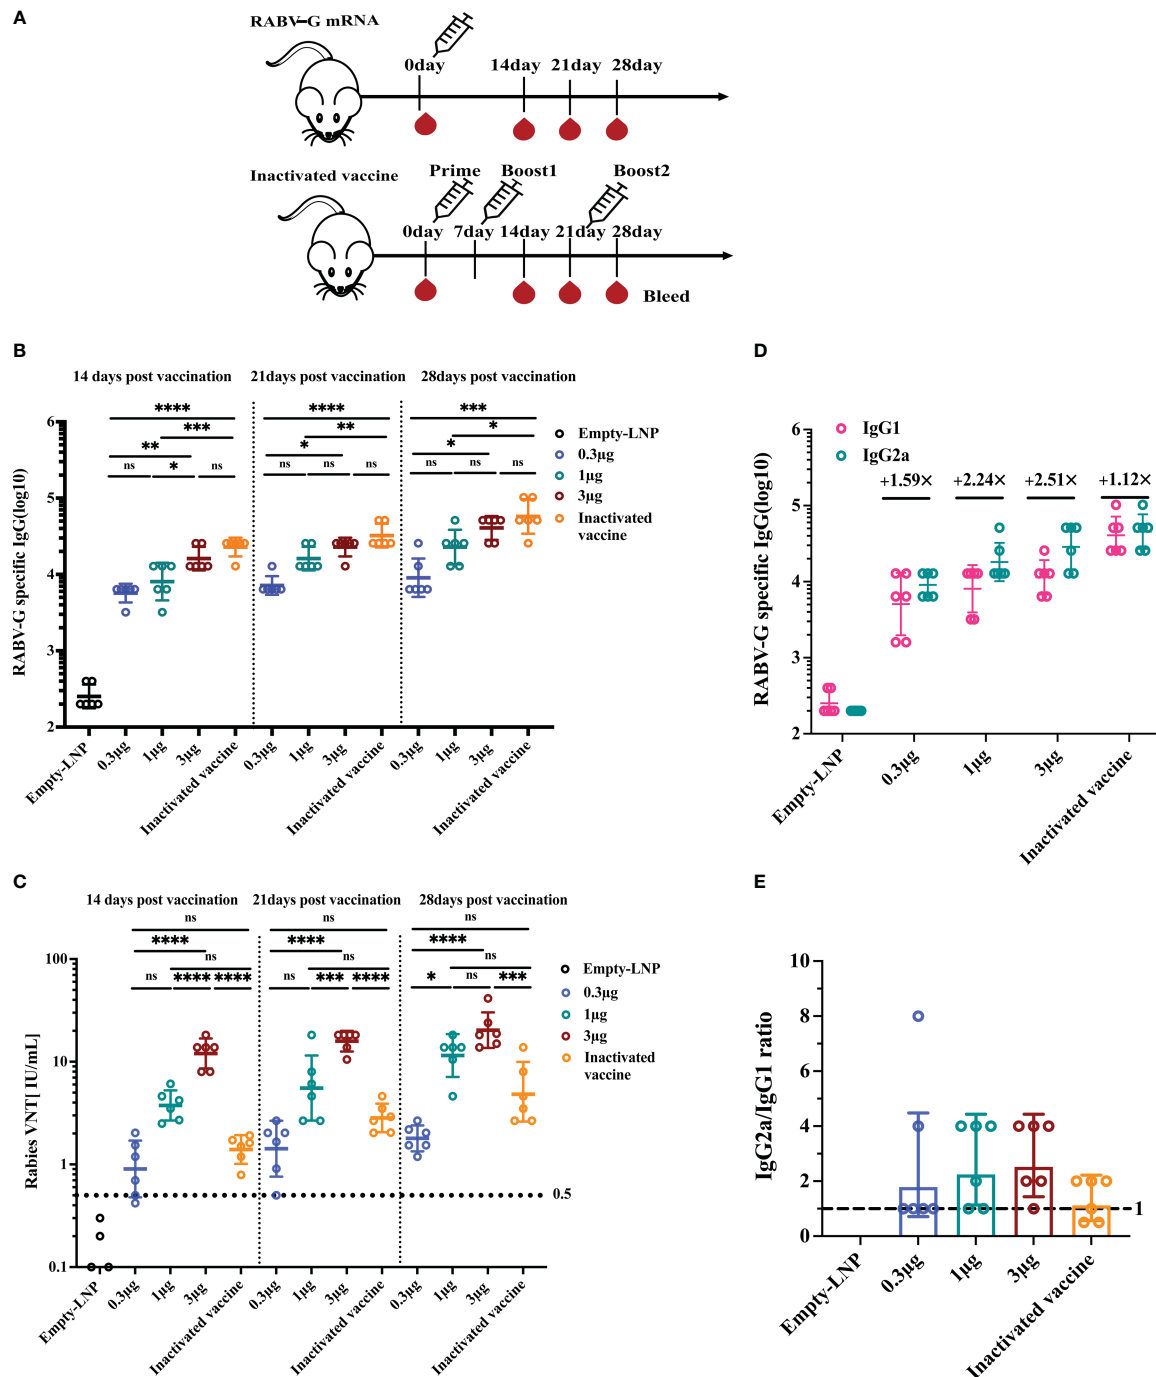 A
RABV-G mRNA
0day
14day
21day
28day
Inactivated vaccine
Prime
Boost1
Boost2
0day
7day
14day
21day
28day
Bleed
B
14 days post vaccination
21days post vaccination
28days post vaccination
**** **** ***
*** ** *
** * *
ns * ns
ns ns ns
ns ns ns
RABV-G specific IgG(log10)
6
5
4
3
2
Empty-LNP
0.3μg
1μg
3μg
Inactivated vaccine
0.3μg
1μg
3μg
Inactivated vaccine
0.3μg
1μg
3μg
Inactivated vaccine
Empty-LNP
0.3μg
1μg
3μg
Inactivated
vaccine
C
14 days post vaccination
21days post vaccination
28days post vaccination
ns ns ns
**** **** ****
ns ns ns
ns **** ****
ns *** ****
* ns ***
Rabies VNT[ IU/mL]
100
10
1
0.1
0.5
Empty-LNP
0.3μg
1μg
3μg
Inactivated vaccine
0.3μg
1μg
3μg
Inactivated vaccine
0.3μg
1μg
3μg
Inactivated vaccine
Empty-LNP
0.3μg
1μg
3μg
Inactivated
vaccine
D
IgG1
IgG2a
+1.59×
+2.24×
+2.51×
+1.12×
RABV-G specific IgG(log10)
6
5
4
3
2
Empty-LNP
0.3μg
1μg
3μg
Inactivated vaccine
E
IgG2a/IgG1 ratio
10
8
6
4
2
0
1
Empty-LNP
0.3μg
1μg
3μg
Inactivated vaccine